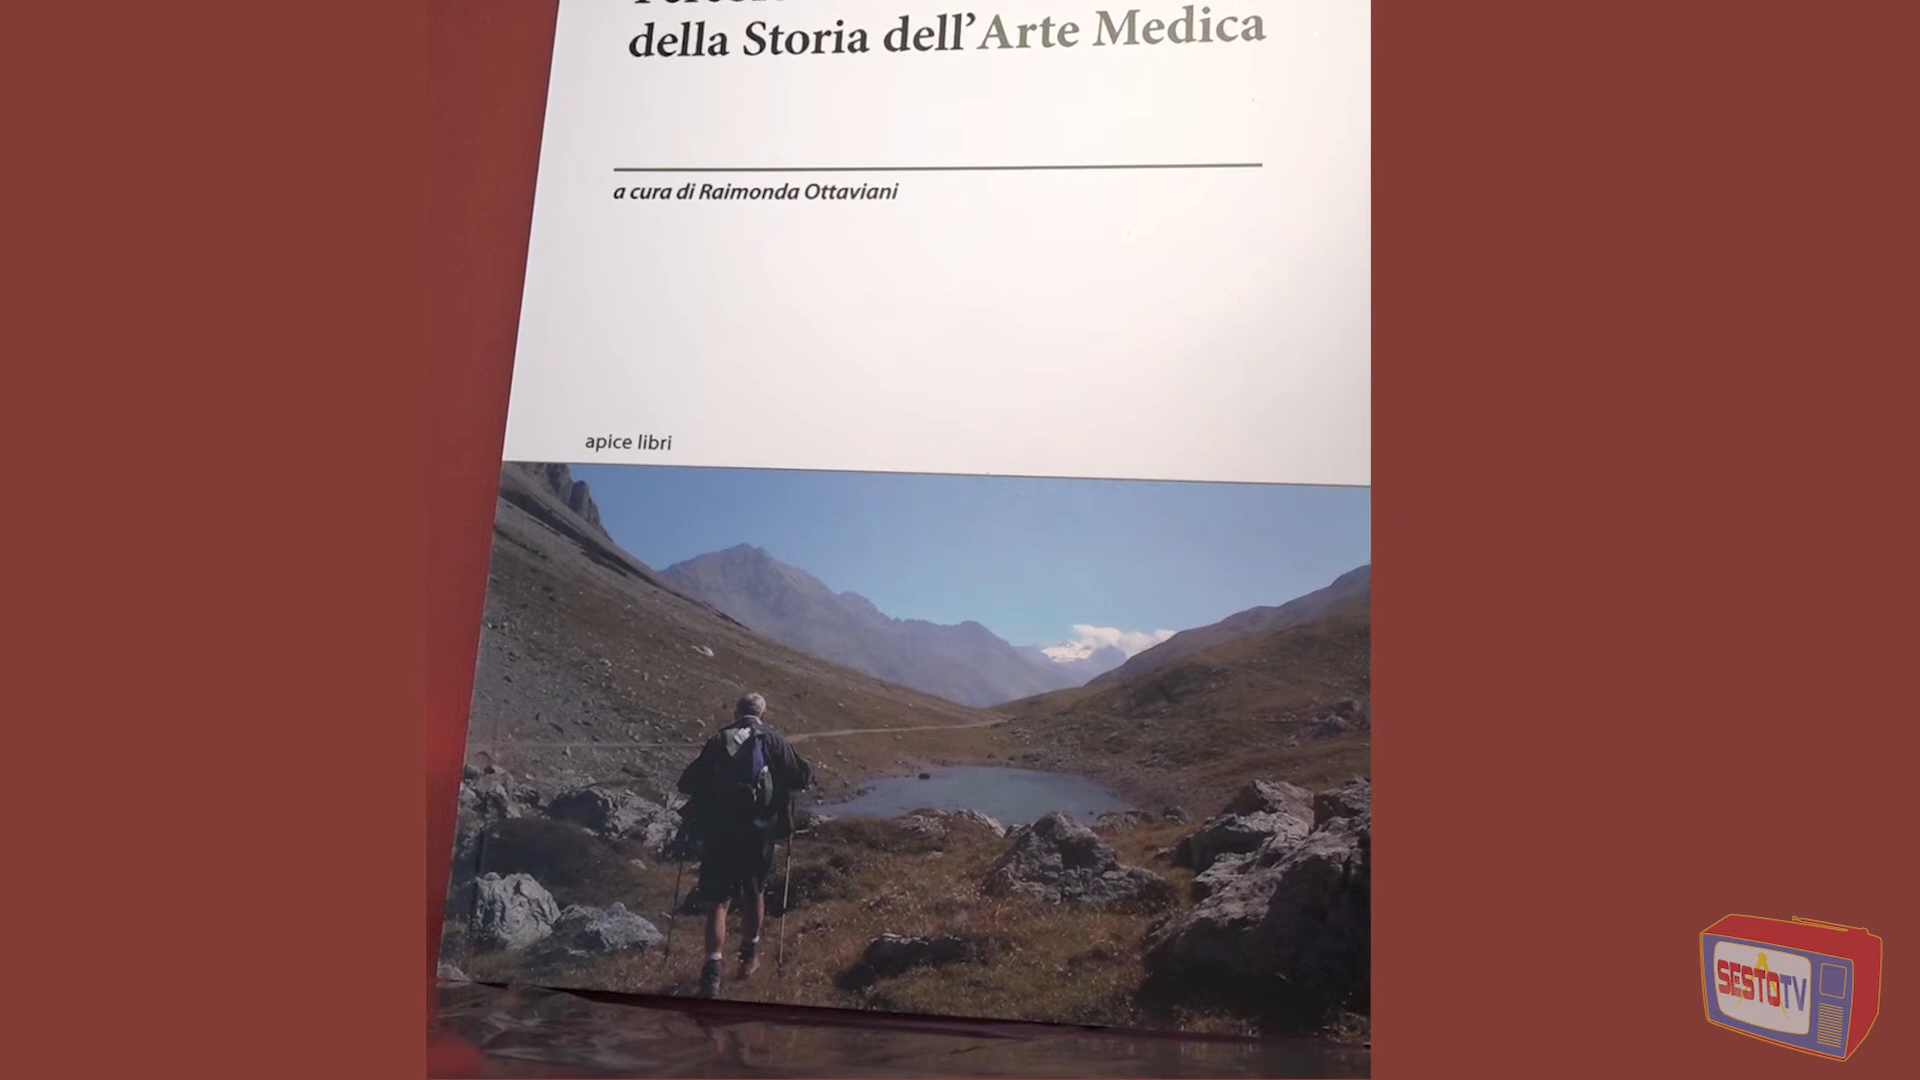 della Storia dell'Arte Medica
a cura di Raimonda Ottaviani
apice libri
SESTO TV